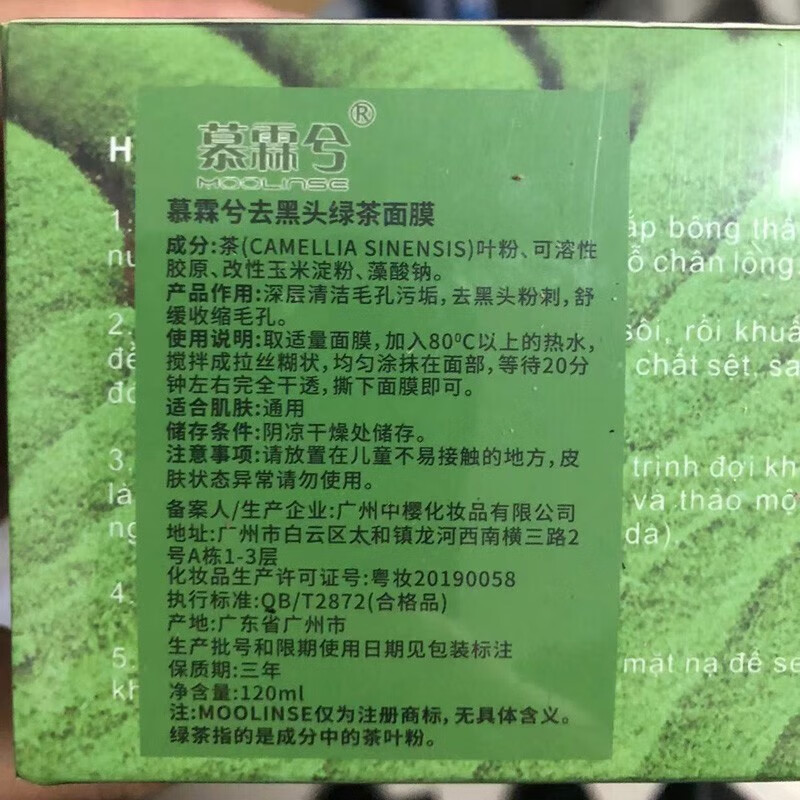 慕霖兮®
MOOLINSE
慕霖兮去黑头绿茶面膜
成分:茶(CAMELLIA SINENSIS)叶粉、可溶性
胶原、改性玉米淀粉、藻酸钠。
产品作用:深层清洁毛孔污垢，去黑头粉刺，舒
缓收缩毛孔。
使用说明:取适量面膜，加入80⁰C以上的热水，
搅拌成拉丝糊状，均匀涂抹在面部，等待20分
钟左右完全干透，撕下面膜即可。
适合肌肤:通用
储存条件:阴凉干燥处储存。
注意事项:请放置在儿童不易接触的地方，皮
肤状态异常请勿使用。
备案人/生产企业:广州中樱化妆品有限公司
地址:广州市白云区太和镇龙河西南横三路2
号A栋1-3层
化妆品生产许可证号:粤妆20190058
执行标准:QB/T2872(合格品)
产地:广东省广州市
生产批号和限期使用日期见包装标注
保质期:三年
净含量:120ml
注:MOOLINSE仅为注册商标，无具体含义。
绿茶指的是成分中的茶叶粉。
H
1.
bông
chân lông
2.
sôi, rồi
chất sệt,
3.
trình đợi
và thảo
da).
4.
5.
mặt nạ để